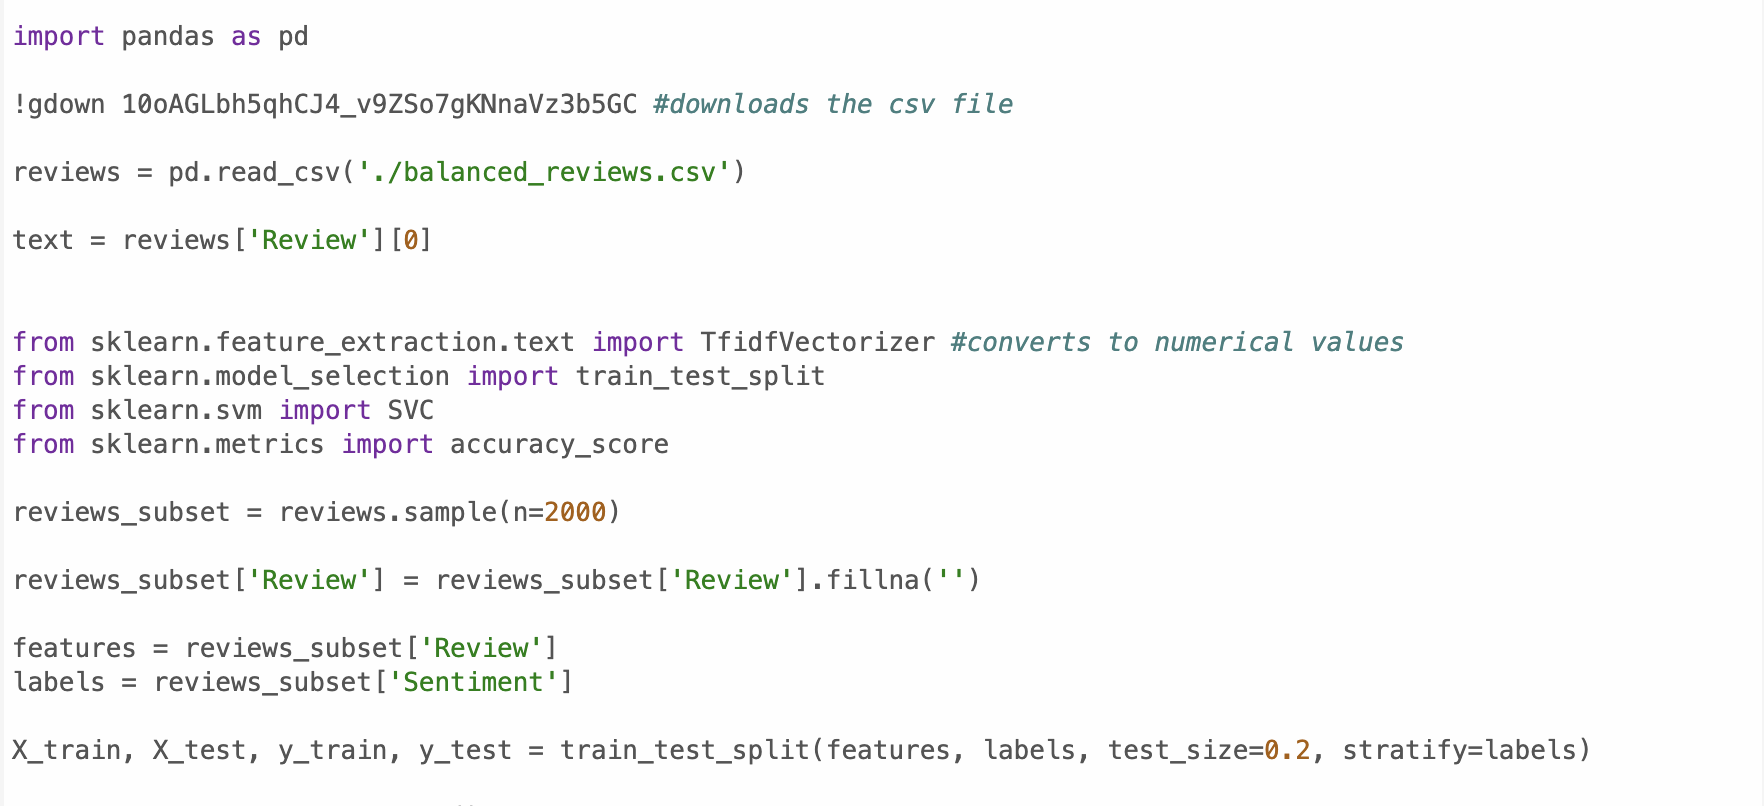 import pandas as pd
!gdown 10oAGLbh5qhCJ4_v9ZSo7gKNnaVz3b5GC #downloads the csv file
reviews = pd.read_csv('./balanced_reviews.csv')
text = reviews['Review'][0]
from sklearn.feature_extraction.text import TfidfVectorizer #converts to numerical values
from sklearn.model_selection import train_test_split
from sklearn.svm import SVC
from sklearn.metrics import accuracy_score
reviews_subset = reviews.sample(n=2000)
reviews_subset['Review'] = reviews_subset['Review'].fillna('')
features = reviews_subset['Review']
labels = reviews_subset['Sentiment']
X_train, X_test, y_train, y_test = train_test_split(features, labels, test_size=0.2, stratify=labels)